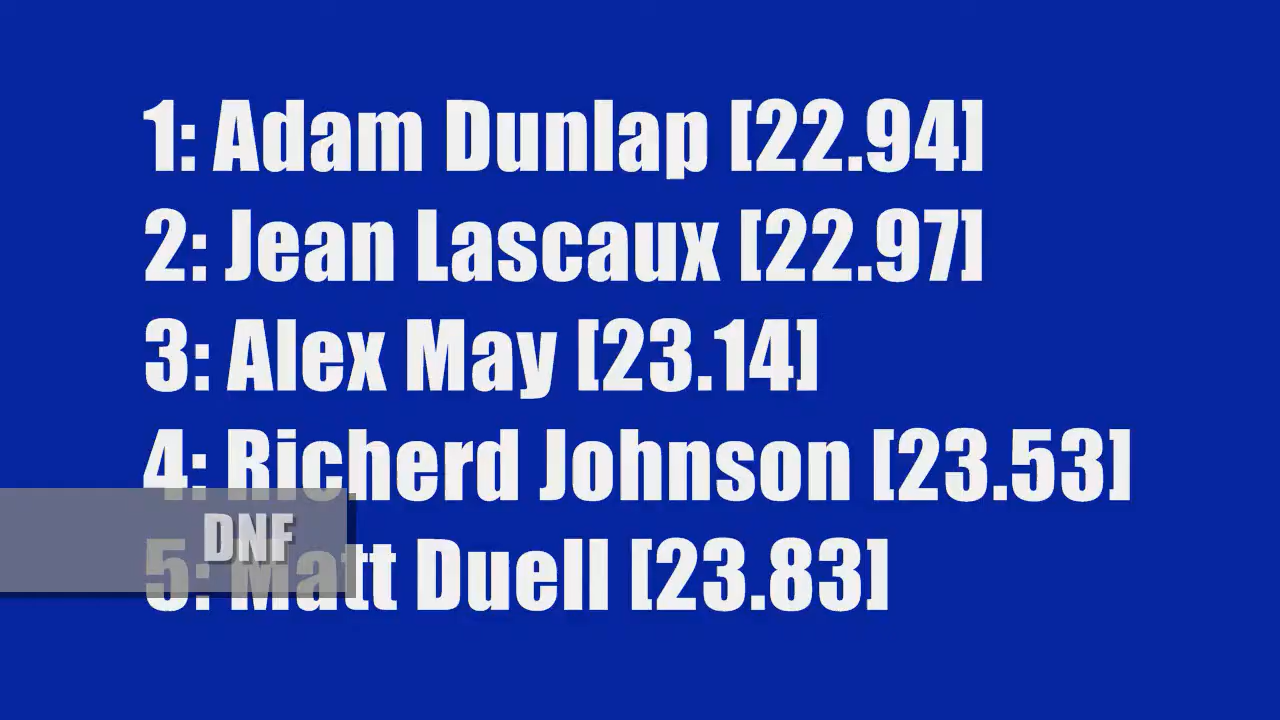 1: Adam Dunlap [22.94]
2: Jean Lascaux [22.97]
3: Alex May [23.14]
4: Richerd Johnson [23.53]
DNF
5: Matt Duell [23.83]